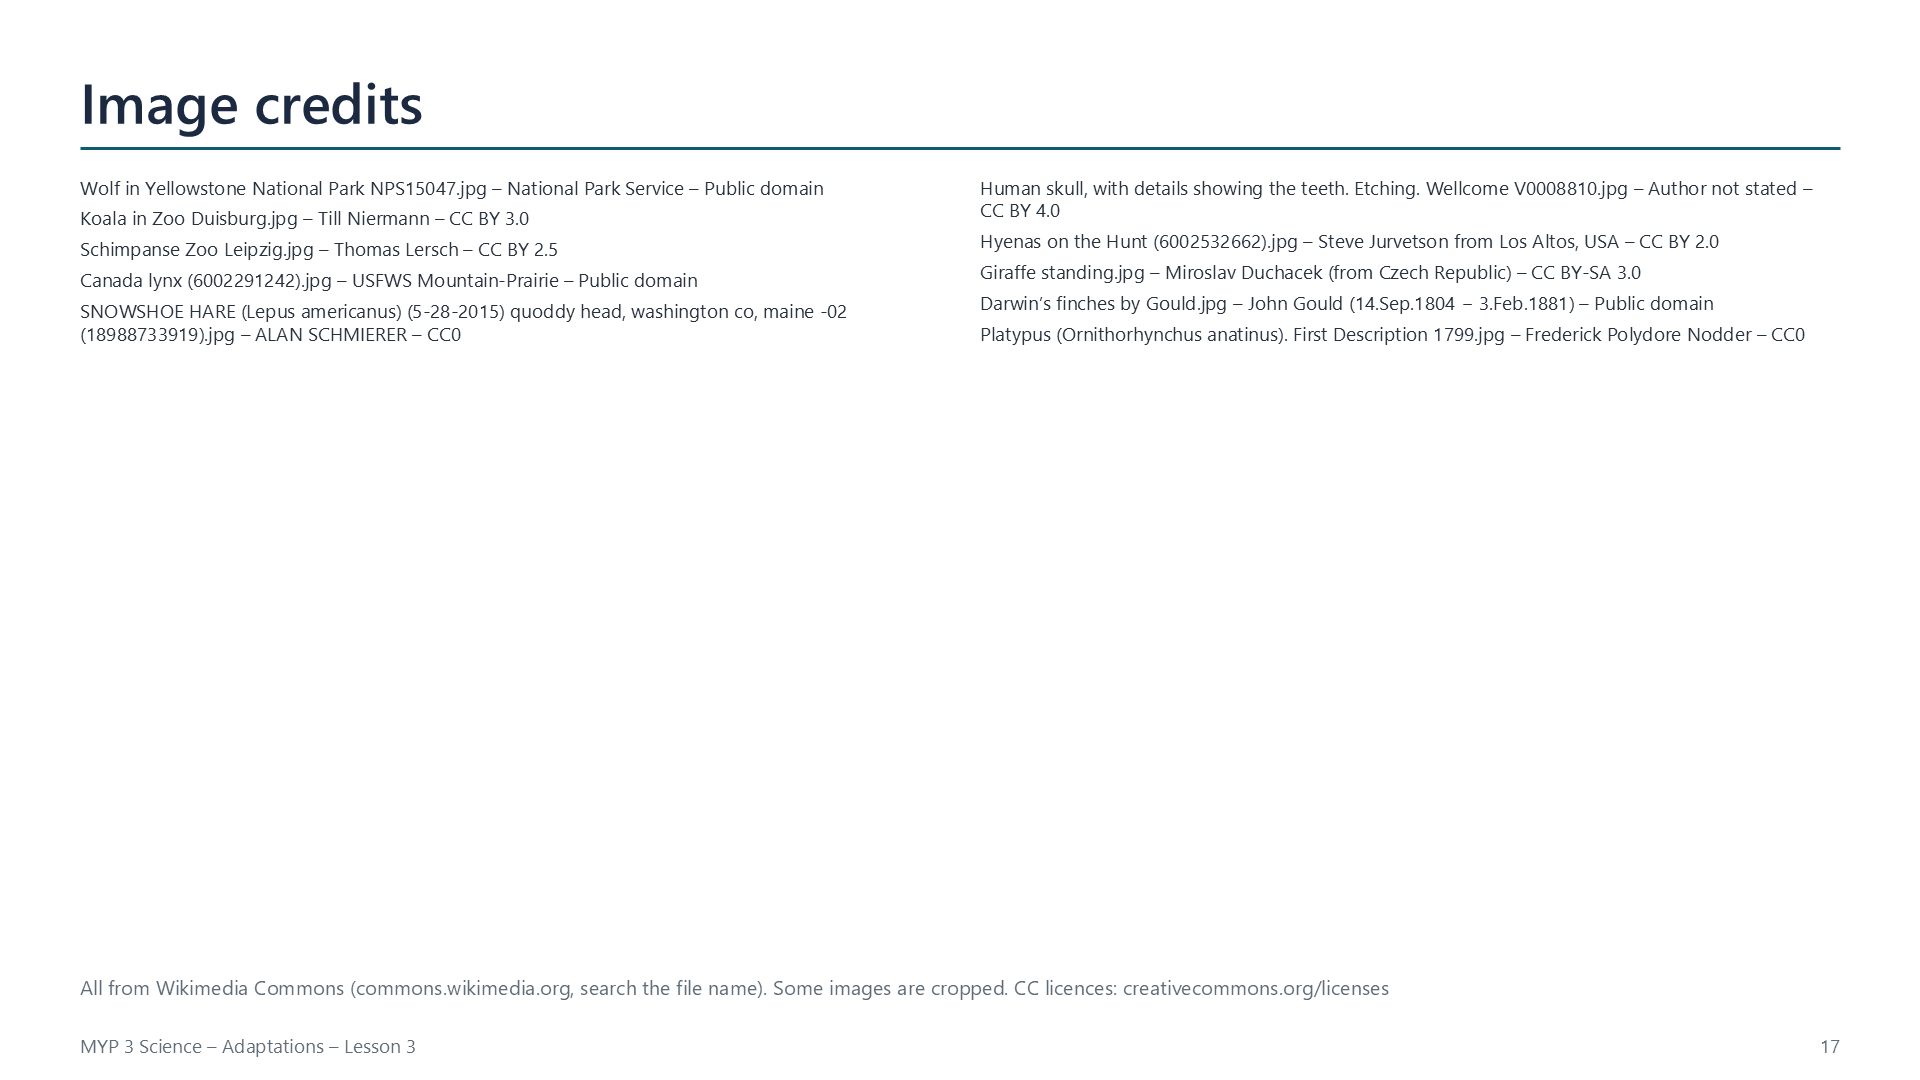 Image credits
Wolf in Yellowstone National Park NPS15047.jpg – National Park Service – Public domain
Koala in Zoo Duisburg.jpg – Till Niermann – CC BY 3.0
Schimpanse Zoo Leipzig.jpg – Thomas Lersch – CC BY 2.5
Canada lynx (6002291242).jpg – USFWS Mountain-Prairie – Public domain
SNOWSHOE HARE (Lepus americanus) (5-28-2015) quoddy head, washington co, maine -02
(18988733919).jpg – ALAN SCHMIERER – CC0
Human skull, with details showing the teeth. Etching. Wellcome V0008810.jpg – Author not stated –
CC BY 4.0
Hyenas on the Hunt (6002532662).jpg – Steve Jurvetson from Los Altos, USA – CC BY 2.0
Giraffe standing.jpg – Miroslav Duchacek (from Czech Republic) – CC BY-SA 3.0
Darwin’s finches by Gould.jpg – John Gould (14.Sep.1804 – 3.Feb.1881) – Public domain
Platypus (Ornithorhynchus anatinus). First Description 1799.jpg – Frederick Polydore Nodder – CC0
All from Wikimedia Commons (commons.wikimedia.org, search the file name). Some images are cropped. CC licences: creativecommons.org/licenses
MYP 3 Science – Adaptations – Lesson 3
17